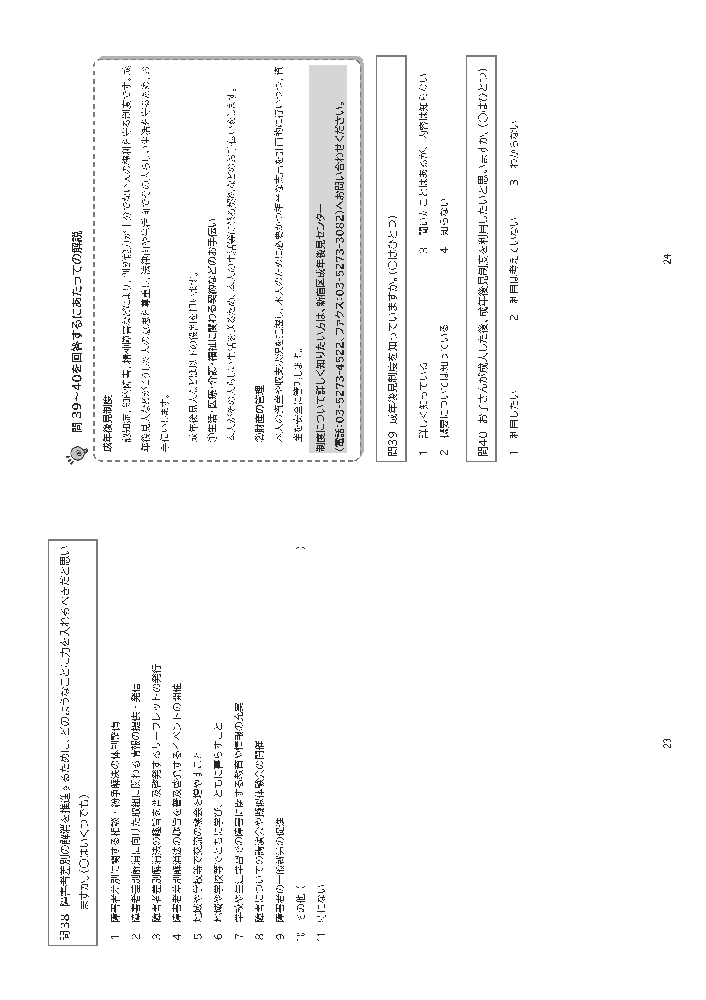 問38 障害者差別の解消を推進するために、どのようなことに力を入れるべきだと思い
ますか。（〇はいくつでも）
1 障害者差別に関する相談・紛争解決の体制整備
2 障害者差別解消に向けた取組に関わる情報の提供・発信
3 障害者差別解消法の趣旨を普及啓発するリーフレットの発行
4 障害者差別解消法の趣旨を普及啓発するイベントの開催
5 地域や学校等で交流の機会を増やすこと
6 地域や学校等でともに学び、ともに暮らすこと
7 学校や生涯学習での障害に関する教育や情報の充実
8 障害についての講演会や擬似体験会の開催
9 障害者の一般就労の促進
10 その他（ ）
11 特にない
23
問 39～40を回答するにあたっての解説
成年後見制度
認知症、知的障害、精神障害などにより、判断能力が十分でない人の権利を守る制度です。成
年後見人などがこうした人の意思を尊重し、法律面や生活面でその人らしい生活を守るため、お
手伝いします。
成年後見人などは以下の役割を担います。
①生活・医療・介護・福祉に関わる契約などのお手伝い
本人がその人らしい生活を送るため、本人の生活等に係る契約などのお手伝いをします。
②財産の管理
本人の資産や収支状況を把握し、本人のために必要かつ相当な支出を計画的に行いつつ、資
産を安全に管理します。
制度について詳しく知りたい方は、新宿区成年後見センター
（電話：03-5273-4522、ファクス：03-5273-3082）へお問い合わせください。
問39 成年後見制度を知っていますか。（〇はひとつ）
1 詳しく知っている 3 聞いたことはあるが、内容は知らない
2 概要については知っている 4 知らない
問40 お子さんが成人した後、成年後見制度を利用したいと思いますか。（〇はひとつ）
1 利用したい 2 利用は考えていない 3 わからない
24